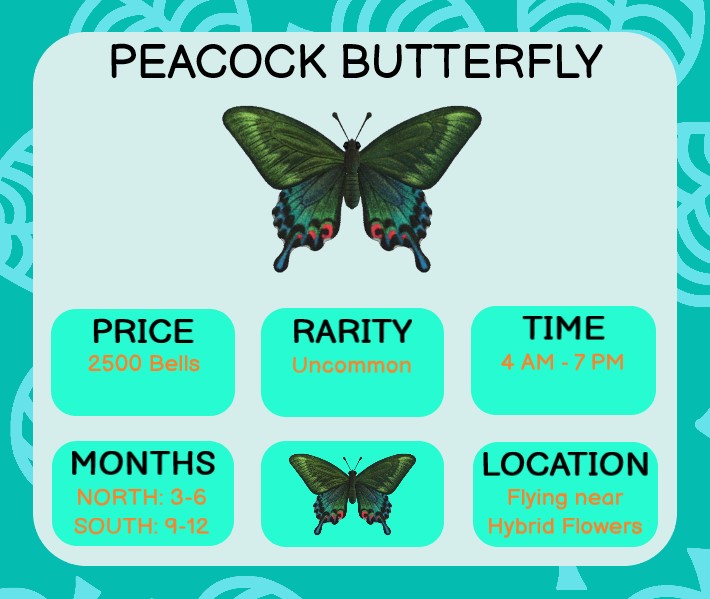 PEACOCK BUTTERFLY
PRICE
2500 Bells
RARITY
Uncommon
TIME
4 AM - 7 PM
MONTHS
NORTH: 3-6
SOUTH: 9-12
LOCATION
Flying near
Hybrid Flowers